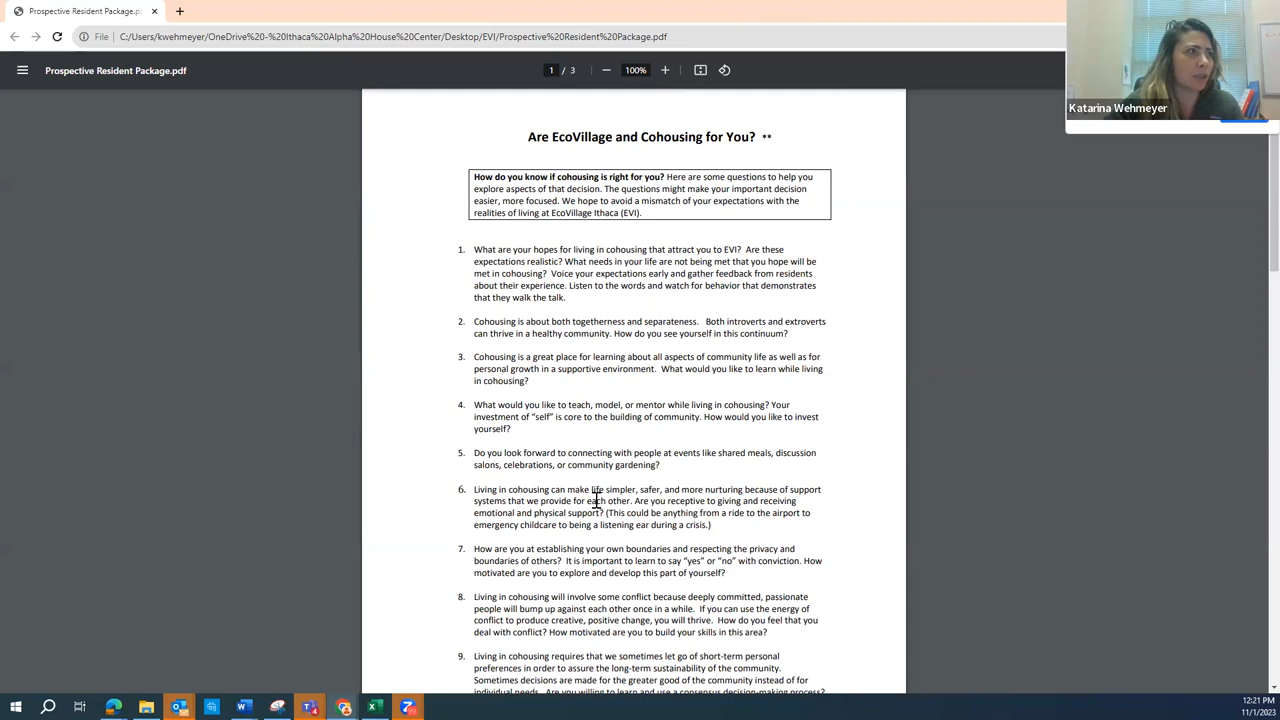 Prospective Resident Package.pdf
File
C:/Users/kwehmeyer/OneDrive%20-%20Ithaca%20Alpha%20House%20Center/Desktop/EVI/Prospective%20Resident%20Package.pdf
Prospective Resident Package.pdf
1 / 3
100%
Katarina Wehmeyer
Are EcoVillage and Cohousing for You? **
How do you know if cohousing is right for you? Here are some questions to help you
explore aspects of that decision. The questions might make your important decision
easier, more focused. We hope to avoid a mismatch of your expectations with the
realities of living at EcoVillage Ithaca (EVI).
1. What are your hopes for living in cohousing that attract you to EVI? Are these
expectations realistic? What needs in your life are not being met that you hope will be
met in cohousing? Voice your expectations early and gather feedback from residents
about their experience. Listen to the words and watch for behavior that demonstrates
that they walk the talk.
2. Cohousing is about both togetherness and separateness. Both introverts and extroverts
can thrive in a healthy community. How do you see yourself in this continuum?
3. Cohousing is a great place for learning about all aspects of community life as well as for
personal growth in a supportive environment. What would you like to learn while living
in cohousing?
4. What would you like to teach, model, or mentor while living in cohousing? Your
investment of “self” is core to the building of community. How would you like to invest
yourself?
5. Do you look forward to connecting with people at events like shared meals, discussion
salons, celebrations, or community gardening?
6. Living in cohousing can make life simpler, safer, and more nurturing because of support
systems that we provide for each other. Are you receptive to giving and receiving
emotional and physical support? (This could be anything from a ride to the airport to
emergency childcare to being a listening ear during a crisis.)
7. How are you at establishing your own boundaries and respecting the privacy and
boundaries of others? It is important to learn to say “yes” or “no” with conviction. How
motivated are you to explore and develop this part of yourself?
8. Living in cohousing will involve some conflict because deeply committed, passionate
people will bump up against each other once in a while. If you can use the energy of
conflict to produce creative, positive change, you will thrive. How do you feel that you
deal with conflict? How motivated are you to build your skills in this area?
9. Living in cohousing requires that we sometimes let go of short-term personal
preferences in order to assure the long-term sustainability of the community.
Sometimes decisions are made for the greater good of the community instead of for
individual needs. Are you willing to learn and use a consensus decision-making process?
12:21 PM
11/1/2023